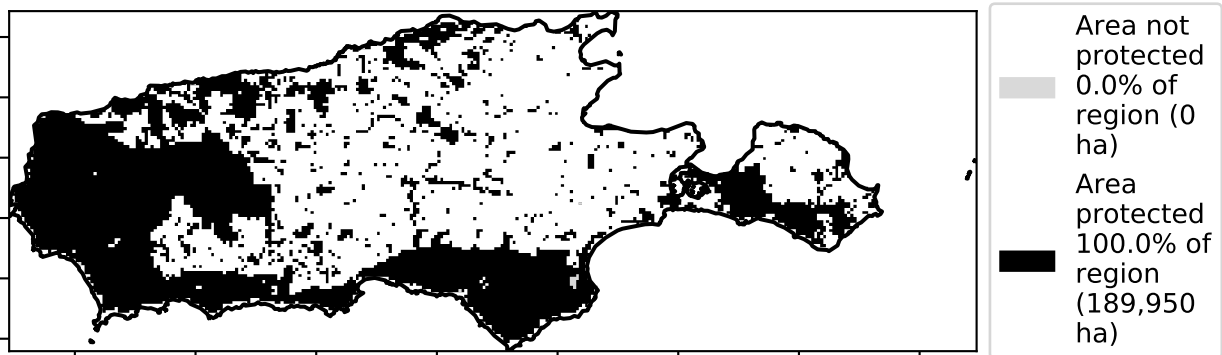 Area not
protected
0.0% of
region (0
ha)
Area
protected
100.0% of
region
(189,950
ha)